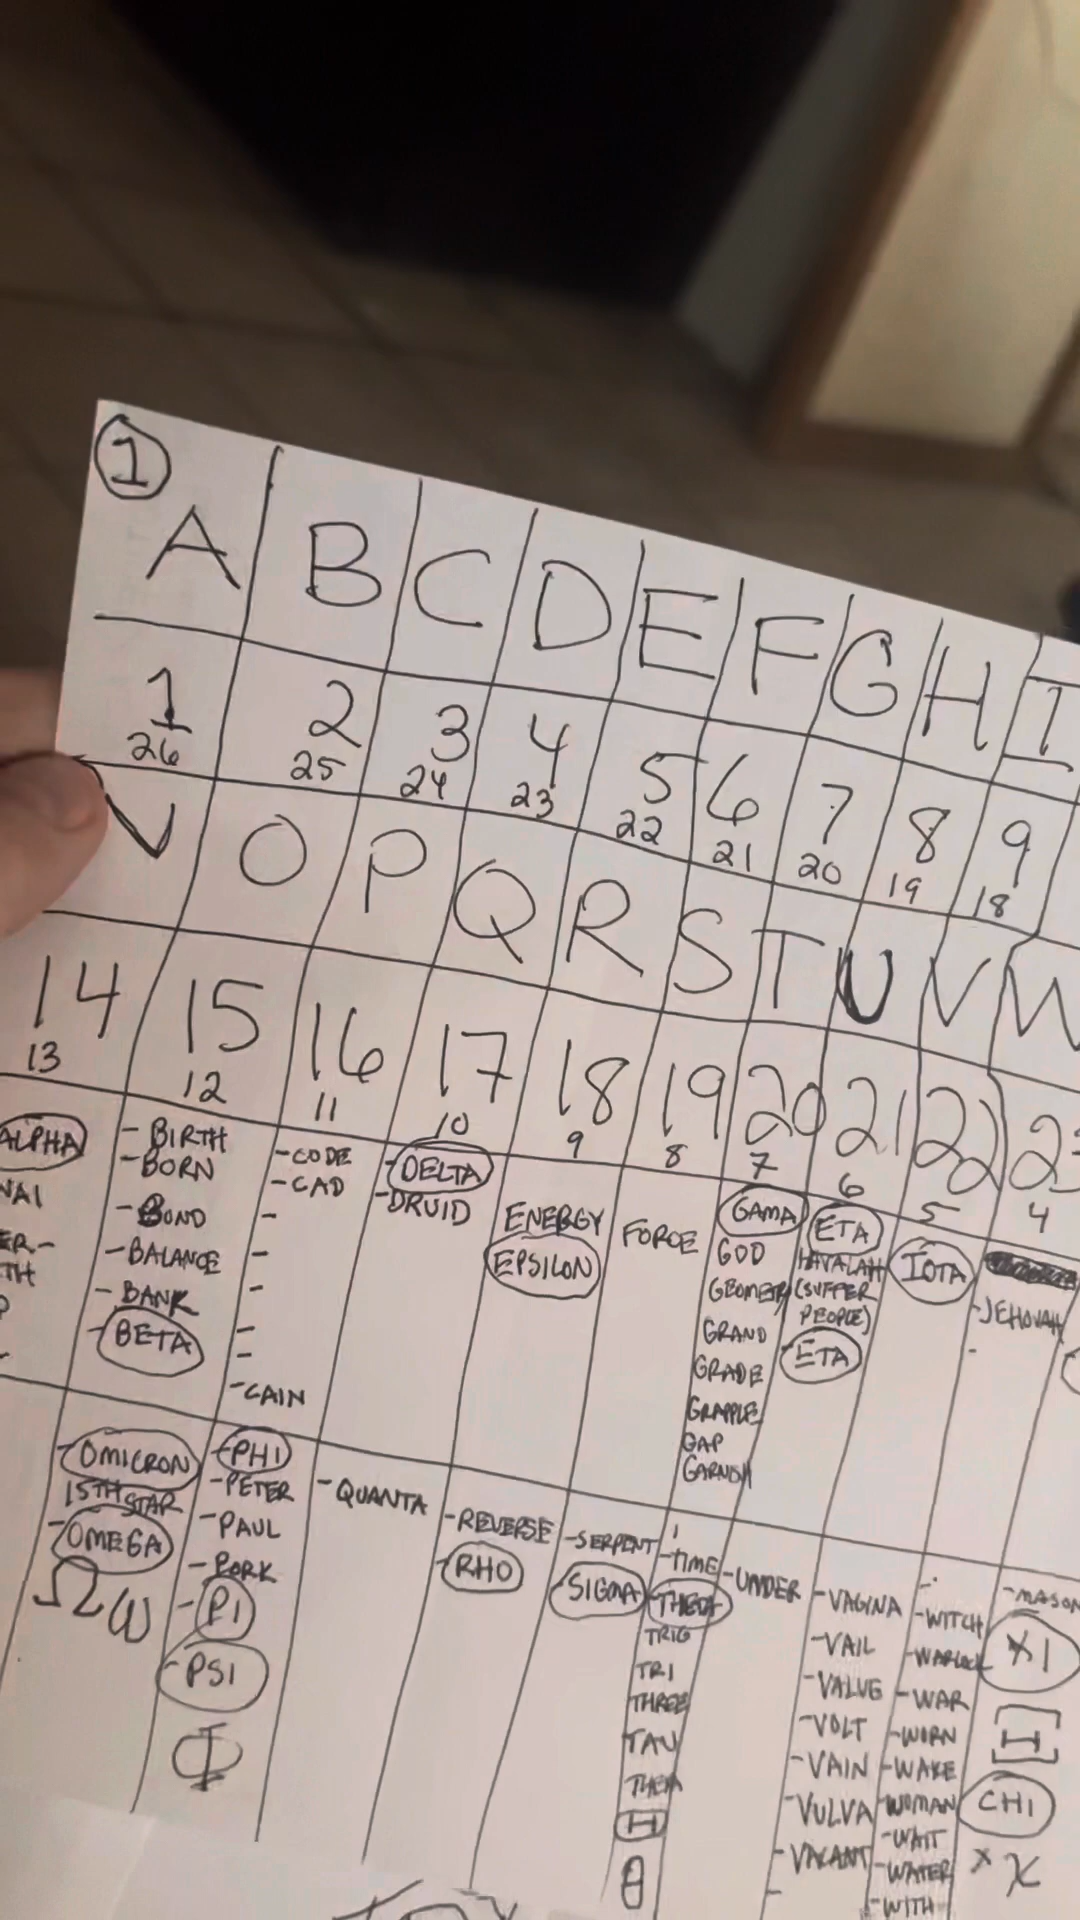 1
A B C D E F G H I
1 2 3 4 5 6 7 8 9
26 25 24 23 22 21 20 19 18
N O P Q R S T U V W
14 15 16 17 18 19 20 21 22 23
13 12 11 10 9 8 7 6 5 4
ALPHA
- BIRTH
- BORN
- BOND
- BALANCE
- BANK
- BETA
- CODE
- CAD
-
-
-
-
-
- CAIN
- DELTA
- DRUID
ENERGY
EPSILON
FORCE
GAMA
GOD
GRAND
GRADE
GRAPPLE
GAP
ETA
HAVALAH
(SUFFER
PEOPLE)
- ETA
IOTA
- JEHOVAH
-
- OMICRON
15TH STAR
- OMEGA
Ω ω
- PHI
- PETER
- PAUL
- PORK
- PI
- PSI
Φ
- QUANTA
- REVERSE
- RHO
- SERPENT
- SIGMA
- TIME
- THETA
TRIG
TRI
THREE
TAU
θ
- UNDER
- VAGINA
- VAIL
- VALUE
- VOLT
- VAIN
- VULVA
- VACANT
-
- WITCH
- WARLOCK
- WAR
- WORN
- WAKE
- WOMAN
- WAIT
- WATER
- WITH
- MASON
XI
CHI
x χ